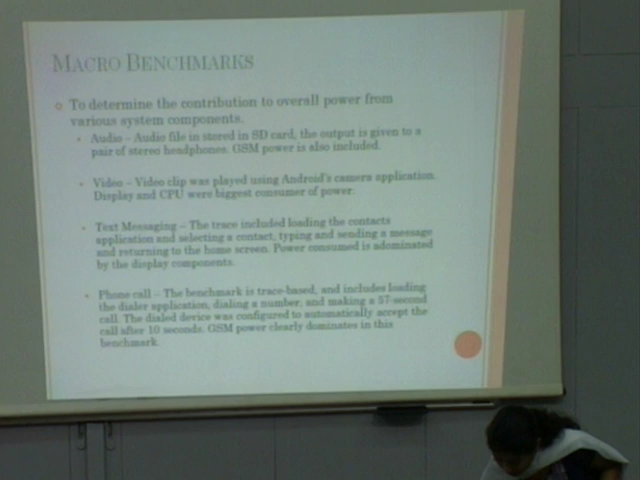 MACRO BENCHMARKS
To determine the contribution to overall power from
various system components.
Audio – Audio file in stored in SD card, the output is given to a
pair of stereo headphones. GSM power is also included.
Video – Video clip was played using Android's camera application.
Display and CPU were biggest consumer of power.
Text Messaging – The trace included loading the contacts
application and selecting a contact, typing and sending a message
and returning to the home screen. Power consumed is adominated
by the display components.
Phone call – The benchmark is trace-based, and includes loading
the dialer application, dialing a number, and making a 57-second
call. The dialed device was configured to automatically accept the
call after 10 seconds. GSM power clearly dominates in this
benchmark.